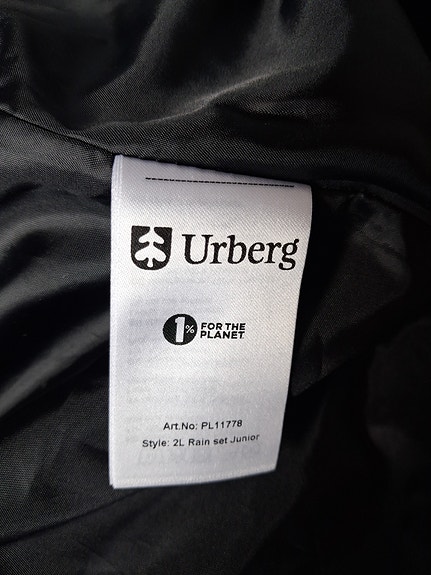 Urberg
1% FOR THE
PLANET
Art.No: PL11778
Style: 2L Rain set Junior